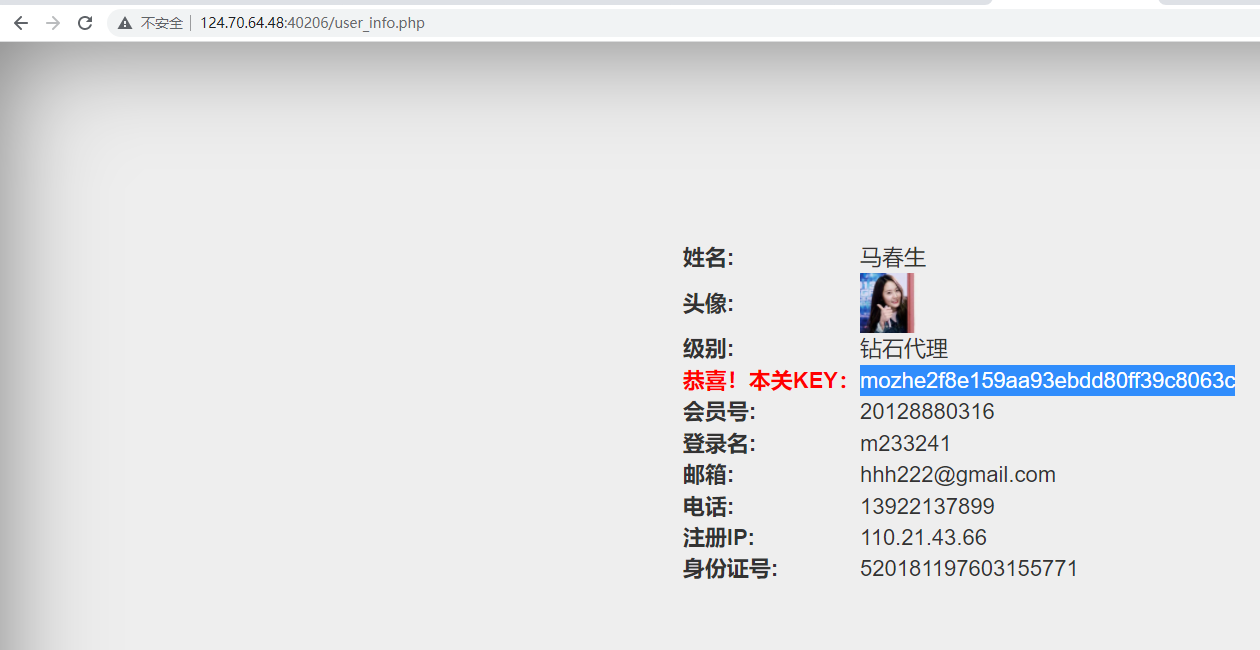 不安全 124.70.64.48:40206/user_info.php
姓名: 马春生
头像:
级别: 钻石代理
恭喜！本关KEY： mozhe2f8e159aa93ebdd80ff39c8063c
会员号: 20128880316
登录名: m233241
邮箱: hhh222@gmail.com
电话: 13922137899
注册IP: 110.21.43.66
身份证号: 520181197603155771